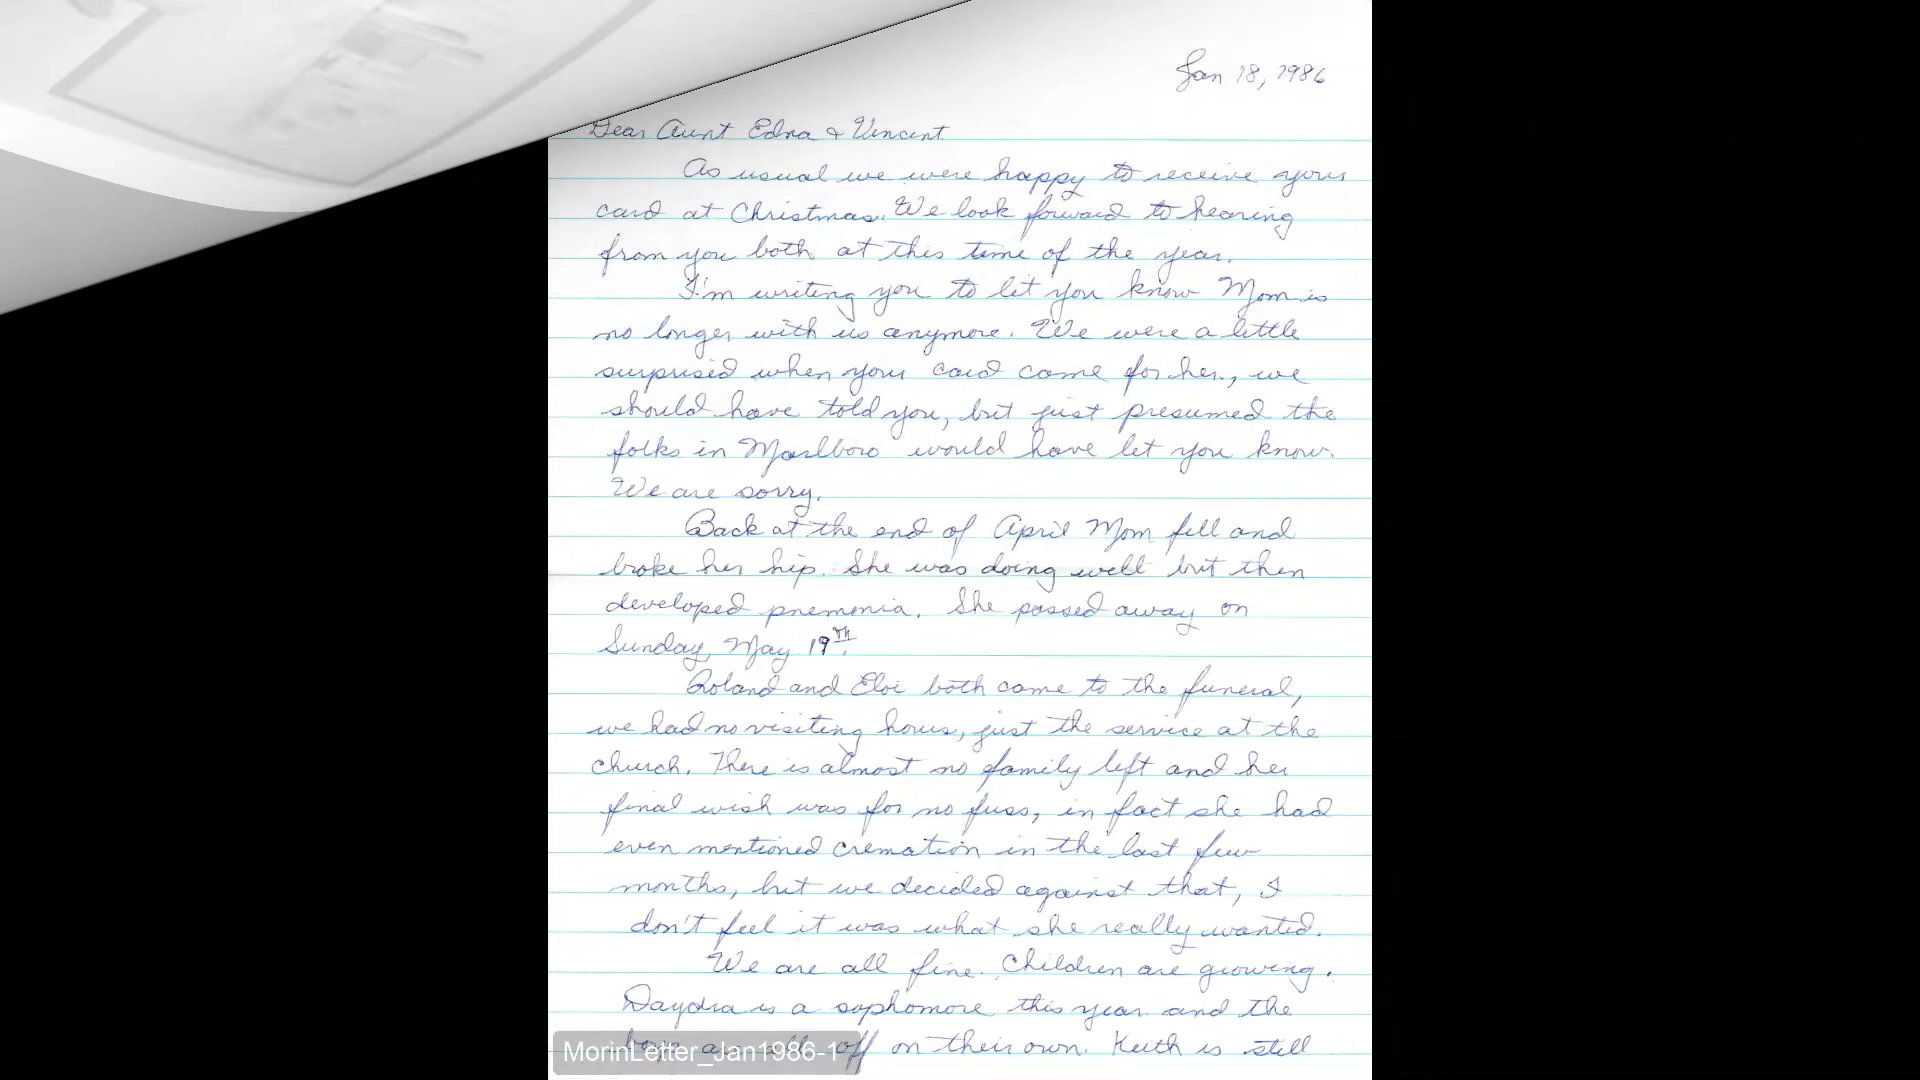 Jan 18, 1986
Dear Aunt Edna & Vincent
As usual we were happy to receive your
card at Christmas. We look forward to hearing
from you both at this time of the year.
I'm writing you to let you know Mom is
no longer with us anymore. We were a little
surprised when your card came for her, we
should have told you, but just presumed the
folks in Marlboro would have let you know.
We are sorry.
Back at the end of April Mom fell and
broke her hip. She was doing well but then
developed pnemonia. She passed away on
Sunday, May 19th.
Roland and Eloi both came to the funeral,
we had no visiting hours, just the service at the
church. There is almost no family left and her
final wish was for no fuss, in fact she had
even mentioned cremation in the last few
months, but we decided against that, I
don't feel it was what she really wanted.
We are all fine. Children are growing.
Daydra is a sophomore this year and the
boys are all off on their own. Keith is still
MorinLetter_Jan1986-1